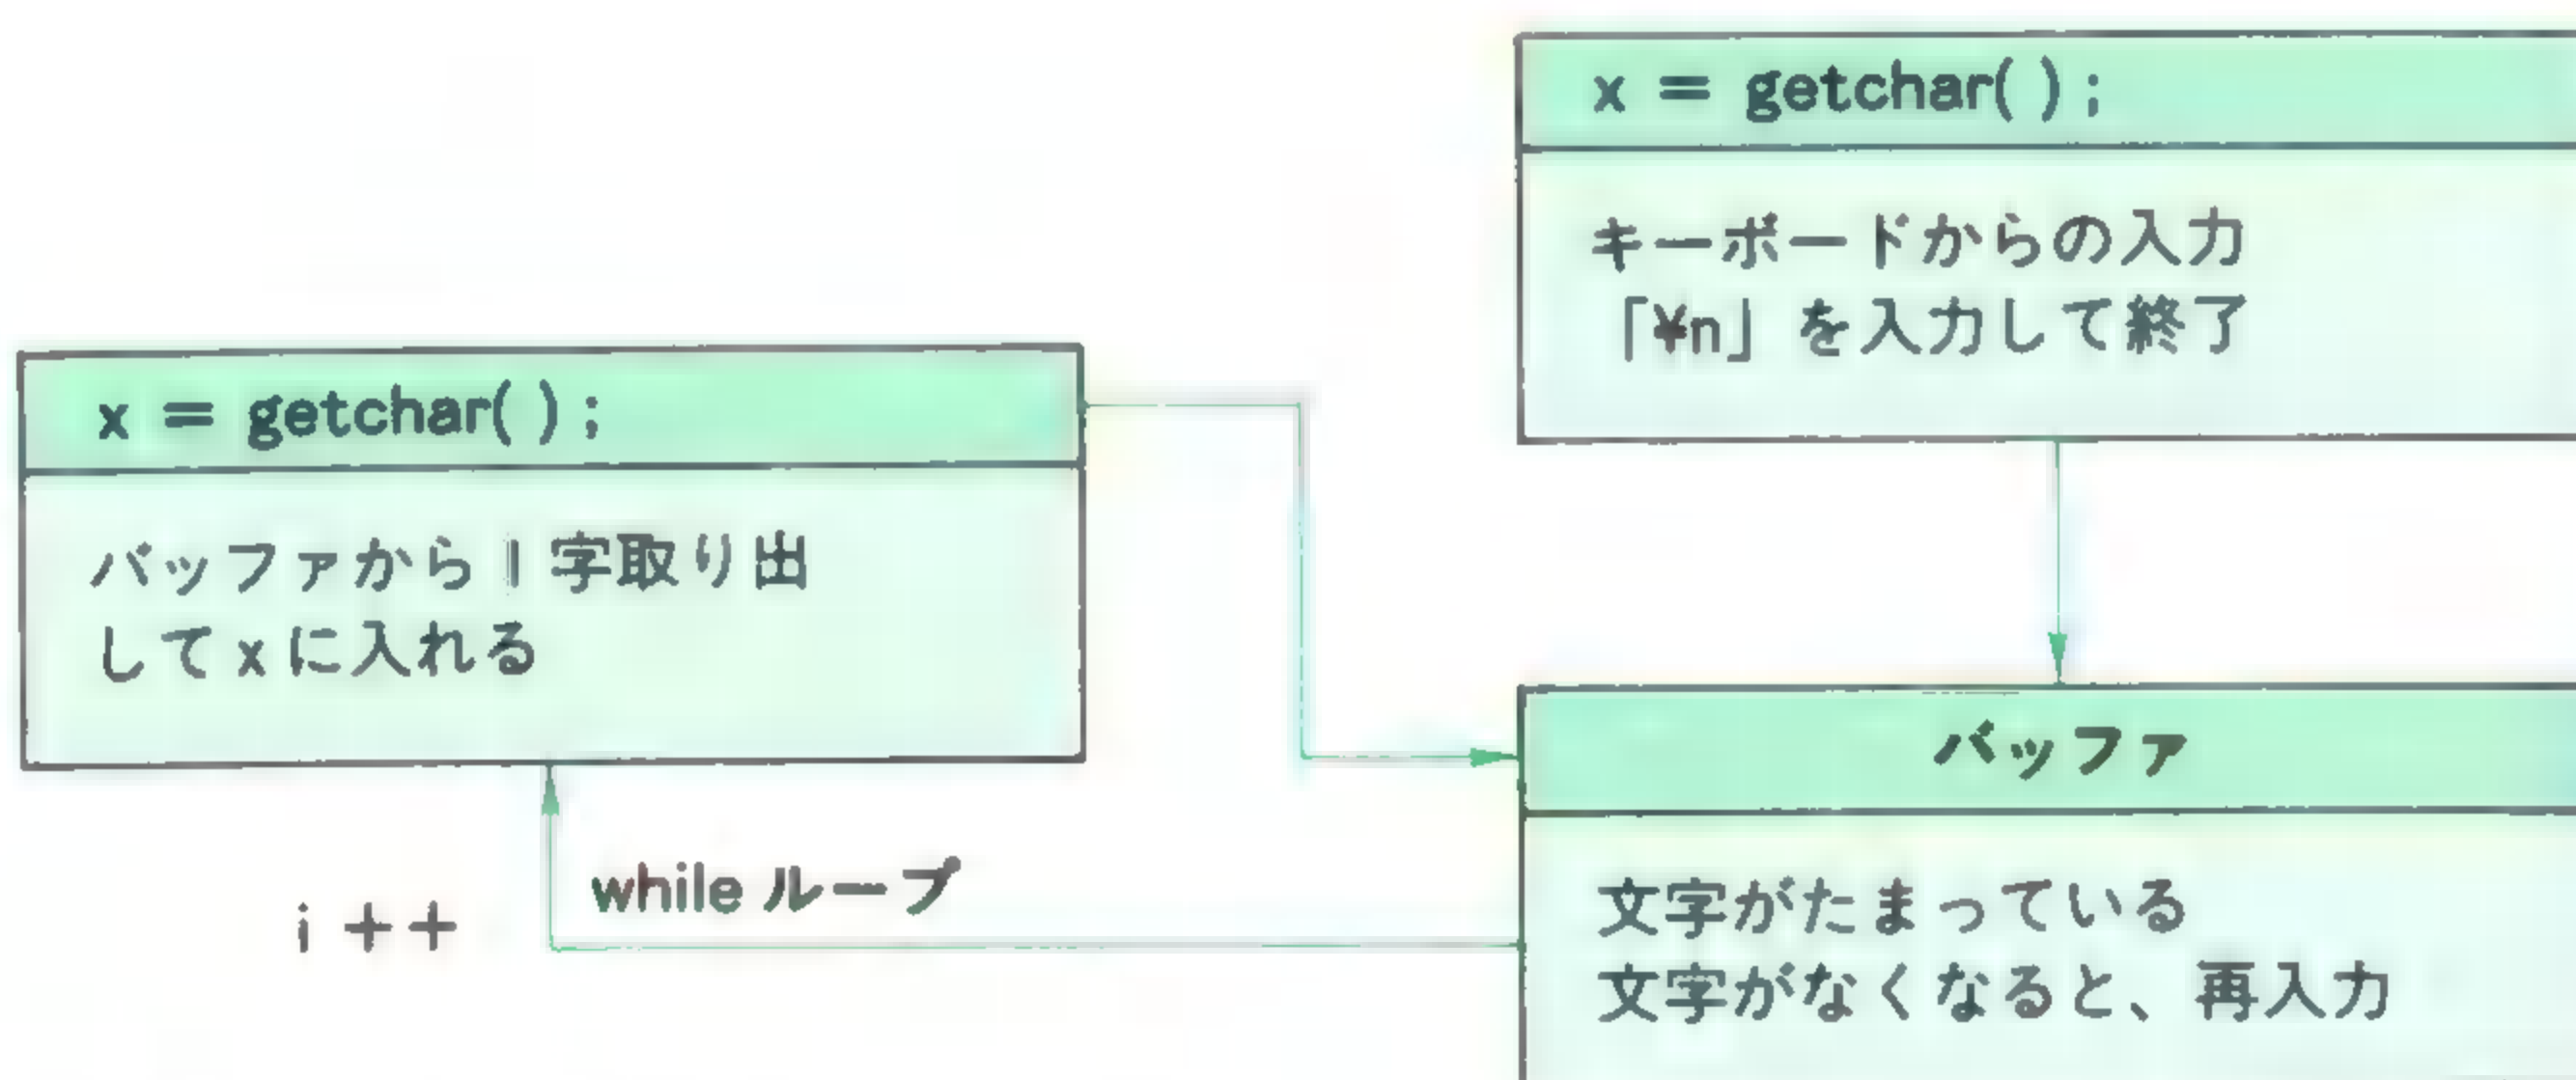 x = getchar( ) ;
キーボードからの入力
「¥n」を入力して終了
x = getchar( ) ;
バッファから1字取り出
してxに入れる
バッファ
while ループ
i ++
文字がたまっている
文字がなくなると、再入力